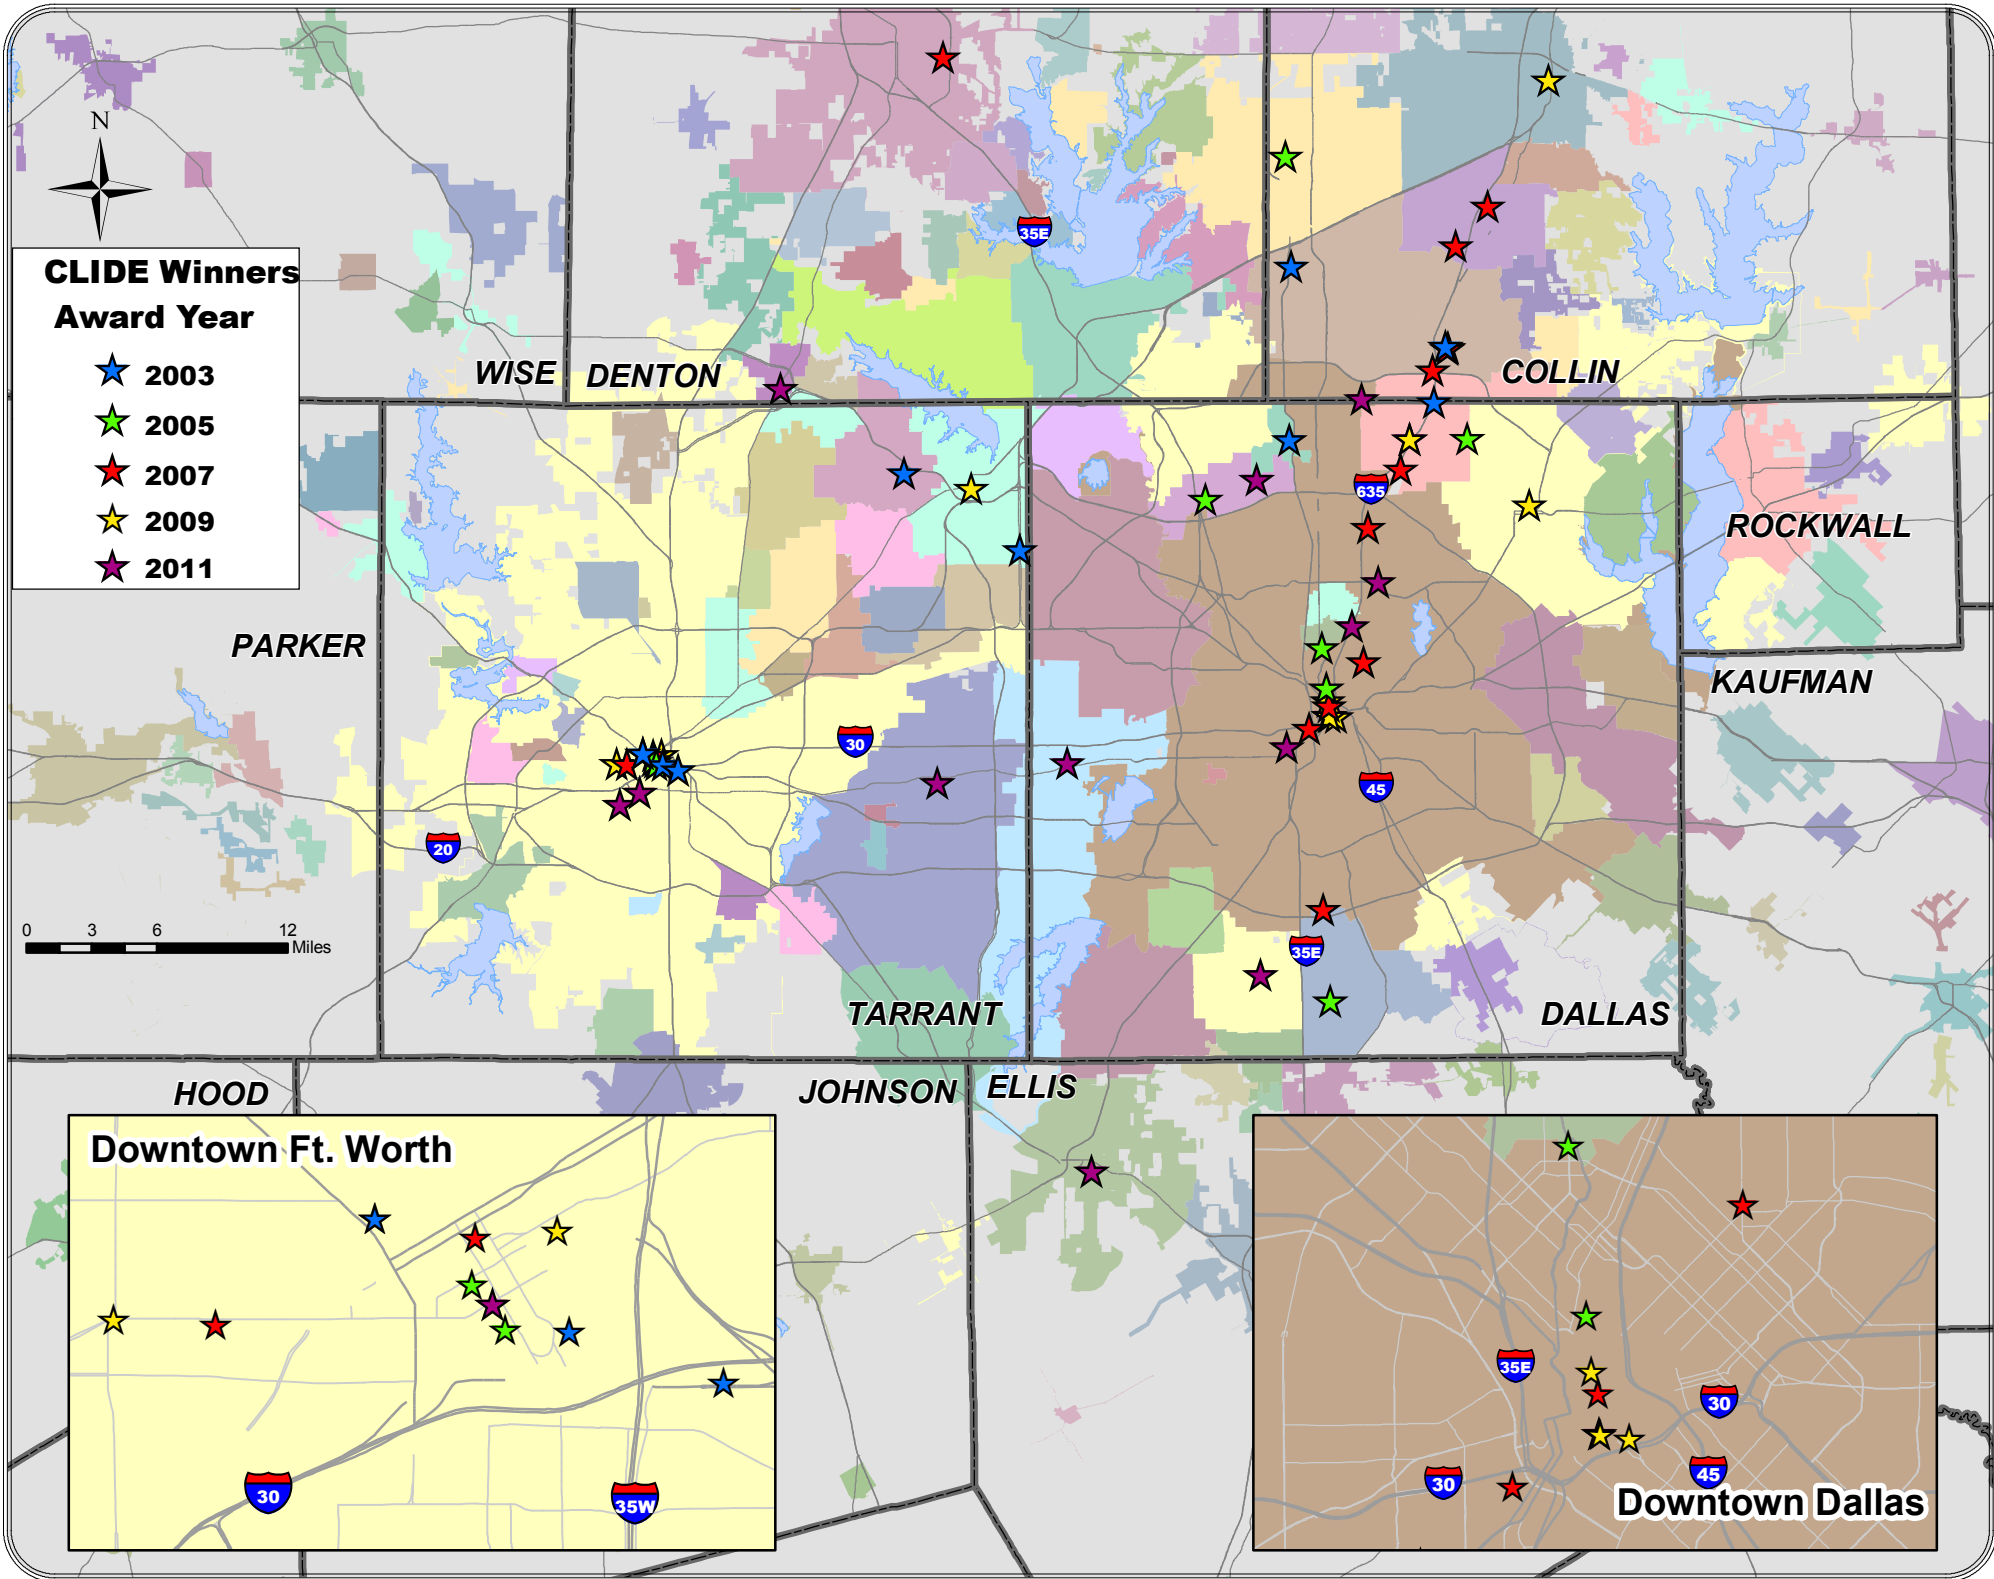 N
35E
CLIDE Winners
Award Year
2003
2005
2007
2009
2011
WISE
DENTON
COLLIN
635
ROCKWALL
PARKER
KAUFMAN
30
45
20
0 3 6 12
Miles
35E
TARRANT
DALLAS
HOOD
JOHNSON
ELLIS
Downtown Ft. Worth
30
35W
35E
30
30
45
Downtown Dallas